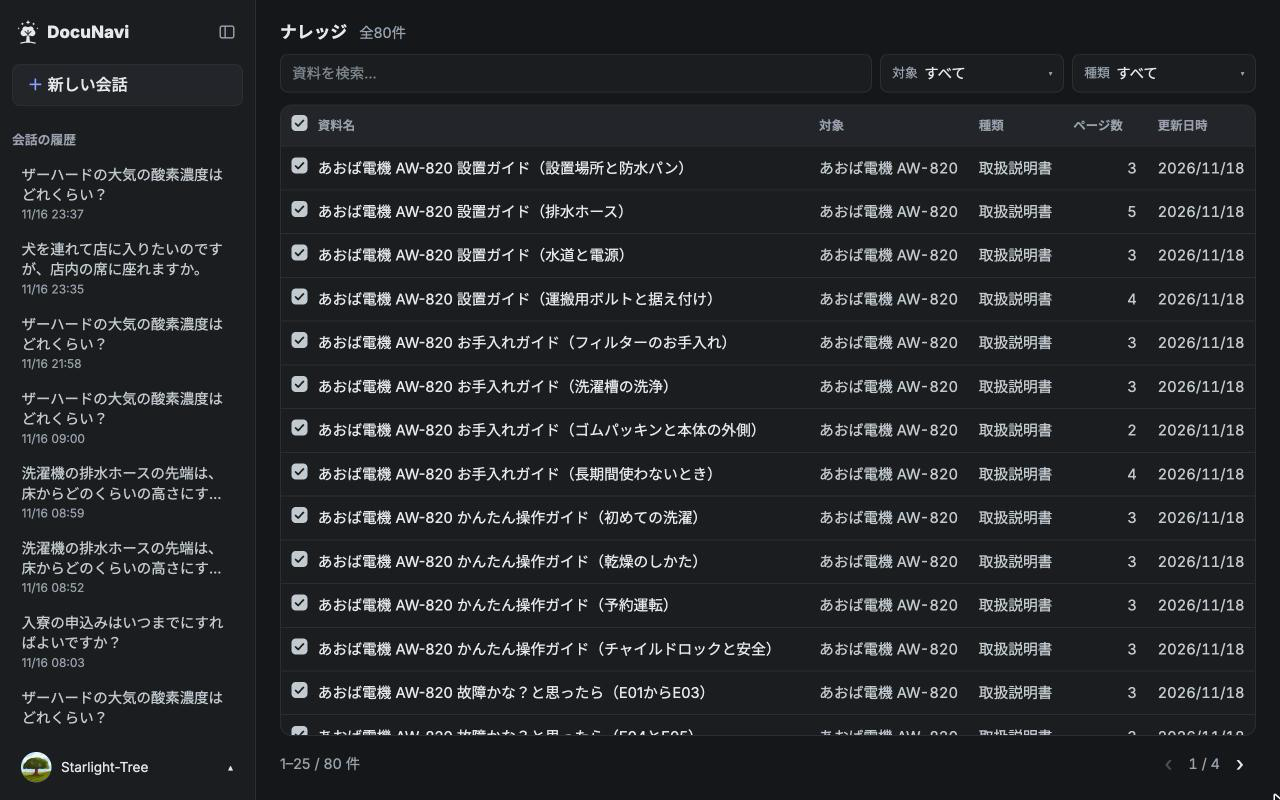 DocuNavi
+ 新しい会話
会話の履歴
ザーハードの大気の酸素濃度は
どれくらい？
11/16 23:37
犬を連れて店に入りたいのです
が、店内の席に座れますか。
11/16 23:35
ザーハードの大気の酸素濃度は
どれくらい？
11/16 21:58
ザーハードの大気の酸素濃度は
どれくらい？
11/16 09:00
洗濯機の排水ホースの先端は、
床からどのくらいの高さにす...
11/16 08:59
洗濯機の排水ホースの先端は、
床からどのくらいの高さにす...
11/16 08:52
入寮の申込みはいつまでにすれ
ばよいですか？
11/16 08:03
ザーハードの大気の酸素濃度は
どれくらい？
Starlight-Tree
ナレッジ 全80件
資料を検索...
対象 すべて
種類 すべて
資料名 対象 種類 ページ数 更新日時
あおば電機 AW-820 設置ガイド（設置場所と防水パン） あおば電機 AW-820 取扱説明書 3 2026/11/18
あおば電機 AW-820 設置ガイド（排水ホース） あおば電機 AW-820 取扱説明書 5 2026/11/18
あおば電機 AW-820 設置ガイド（水道と電源） あおば電機 AW-820 取扱説明書 3 2026/11/18
あおば電機 AW-820 設置ガイド（運搬用ボルトと据え付け） あおば電機 AW-820 取扱説明書 4 2026/11/18
あおば電機 AW-820 お手入れガイド（フィルターのお手入れ） あおば電機 AW-820 取扱説明書 3 2026/11/18
あおば電機 AW-820 お手入れガイド（洗濯槽の洗浄） あおば電機 AW-820 取扱説明書 3 2026/11/18
あおば電機 AW-820 お手入れガイド（ゴムパッキンと本体の外側） あおば電機 AW-820 取扱説明書 2 2026/11/18
あおば電機 AW-820 お手入れガイド（長期間使わないとき） あおば電機 AW-820 取扱説明書 4 2026/11/18
あおば電機 AW-820 かんたん操作ガイド（初めての洗濯） あおば電機 AW-820 取扱説明書 3 2026/11/18
あおば電機 AW-820 かんたん操作ガイド（乾燥のしかた） あおば電機 AW-820 取扱説明書 3 2026/11/18
あおば電機 AW-820 かんたん操作ガイド（予約運転） あおば電機 AW-820 取扱説明書 3 2026/11/18
あおば電機 AW-820 かんたん操作ガイド（チャイルドロックと安全） あおば電機 AW-820 取扱説明書 3 2026/11/18
あおば電機 AW-820 故障かな？と思ったら（E01からE03） あおば電機 AW-820 取扱説明書 3 2026/11/18
あおば電機 AW-820 故障かな？と思ったら（E04とE05） あおば電機 AW-820 取扱説明書 3 2026/11/18
1–25 / 80 件
1 / 4